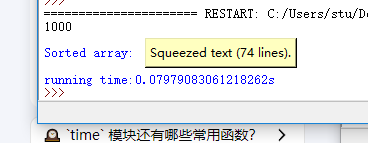 >>>
===================== RESTART: C:/Users/stu/De
1000
Sorted array: Squeezed text (74 lines).
running time:0.07979083061218262s
>>>
`time` 模块还有哪些常用函数?